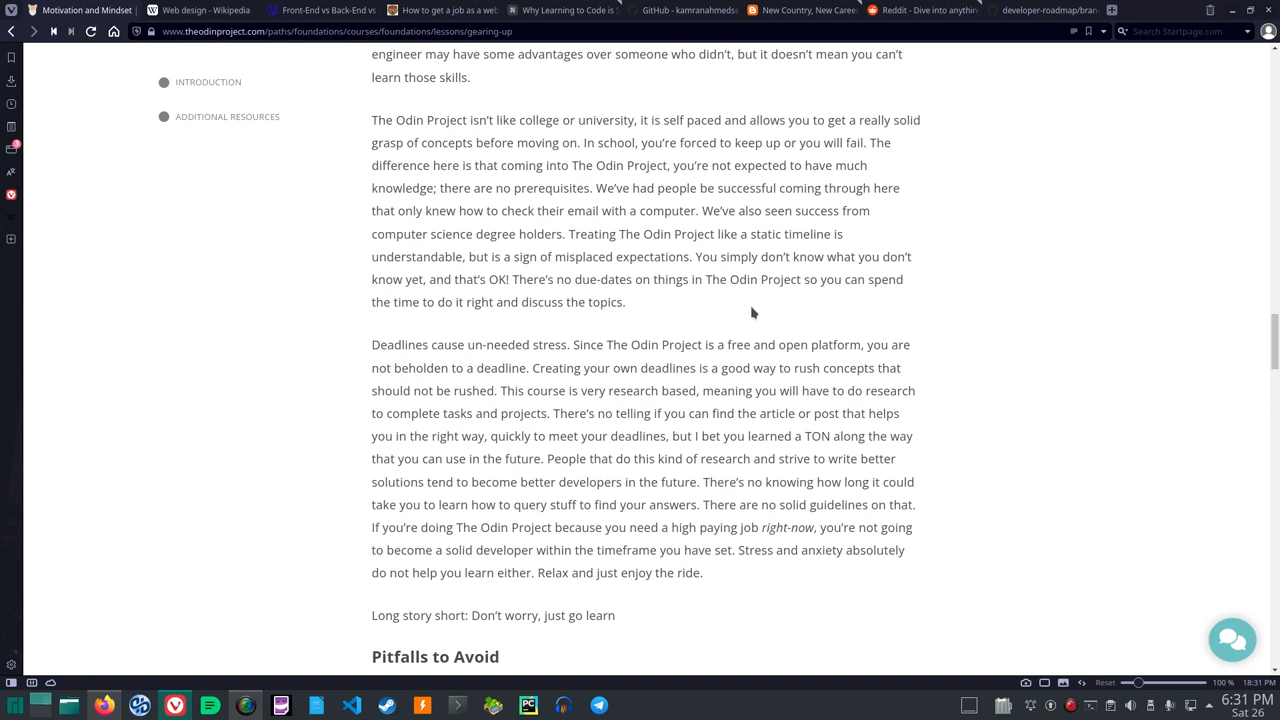 Motivation and Mindset
Web design - Wikipedia
Front-End vs Back-End vs
How to get a job as a web
Why Learning to Code is
GitHub - kamranahmedse
New Country, New Career
Reddit - Dive into anythin
developer-roadmap/bran
www.theodinproject.com/paths/foundations/courses/foundations/lessons/gearing-up
Search Startpage.com
3
INTRODUCTION
ADDITIONAL RESOURCES
engineer may have some advantages over someone who didn’t, but it doesn’t mean you can’t
learn those skills.
The Odin Project isn’t like college or university, it is self paced and allows you to get a really solid
grasp of concepts before moving on. In school, you’re forced to keep up or you will fail. The
difference here is that coming into The Odin Project, you’re not expected to have much
knowledge; there are no prerequisites. We’ve had people be successful coming through here
that only knew how to check their email with a computer. We’ve also seen success from
computer science degree holders. Treating The Odin Project like a static timeline is
understandable, but is a sign of misplaced expectations. You simply don’t know what you don’t
know yet, and that’s OK! There’s no due-dates on things in The Odin Project so you can spend
the time to do it right and discuss the topics.
Deadlines cause un-needed stress. Since The Odin Project is a free and open platform, you are
not beholden to a deadline. Creating your own deadlines is a good way to rush concepts that
should not be rushed. This course is very research based, meaning you will have to do research
to complete tasks and projects. There’s no telling if you can find the article or post that helps
you in the right way, quickly to meet your deadlines, but I bet you learned a TON along the way
that you can use in the future. People that do this kind of research and strive to write better
solutions tend to become better developers in the future. There’s no knowing how long it could
take you to learn how to query stuff to find your answers. There are no solid guidelines on that.
If you’re doing The Odin Project because you need a high paying job right-now, you’re not going
to become a solid developer within the timeframe you have set. Stress and anxiety absolutely
do not help you learn either. Relax and just enjoy the ride.
Long story short: Don’t worry, just go learn
Pitfalls to Avoid
Reset
100 %
18:31 PM
6:31 PM
Sat 26